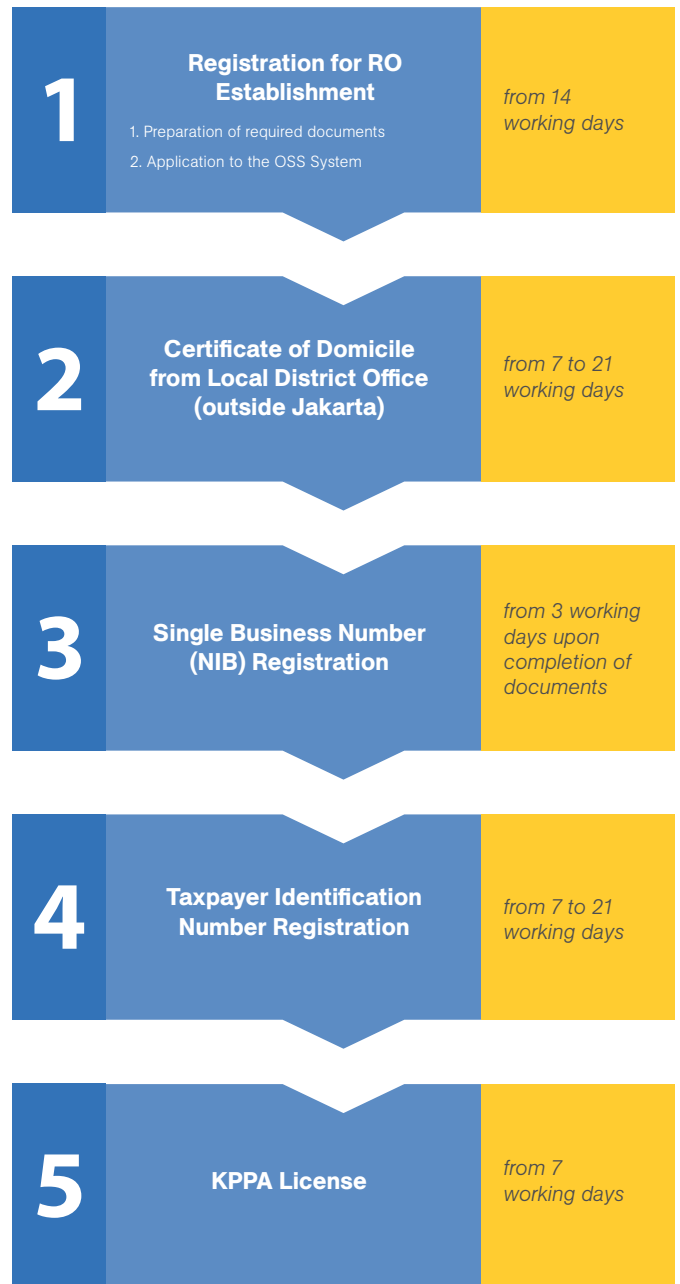 1
Registration for RO
Establishment
1. Preparation of required documents
2. Application to the OSS System
from 14
working days
2
Certificate of Domicile
from Local District Office
(outside Jakarta)
from 7 to 21
working days
3
Single Business Number
(NIB) Registration
from 3 working
days upon
completion of
documents
4
Taxpayer Identification
Number Registration
from 7 to 21
working days
5
KPPA License
from 7
working days